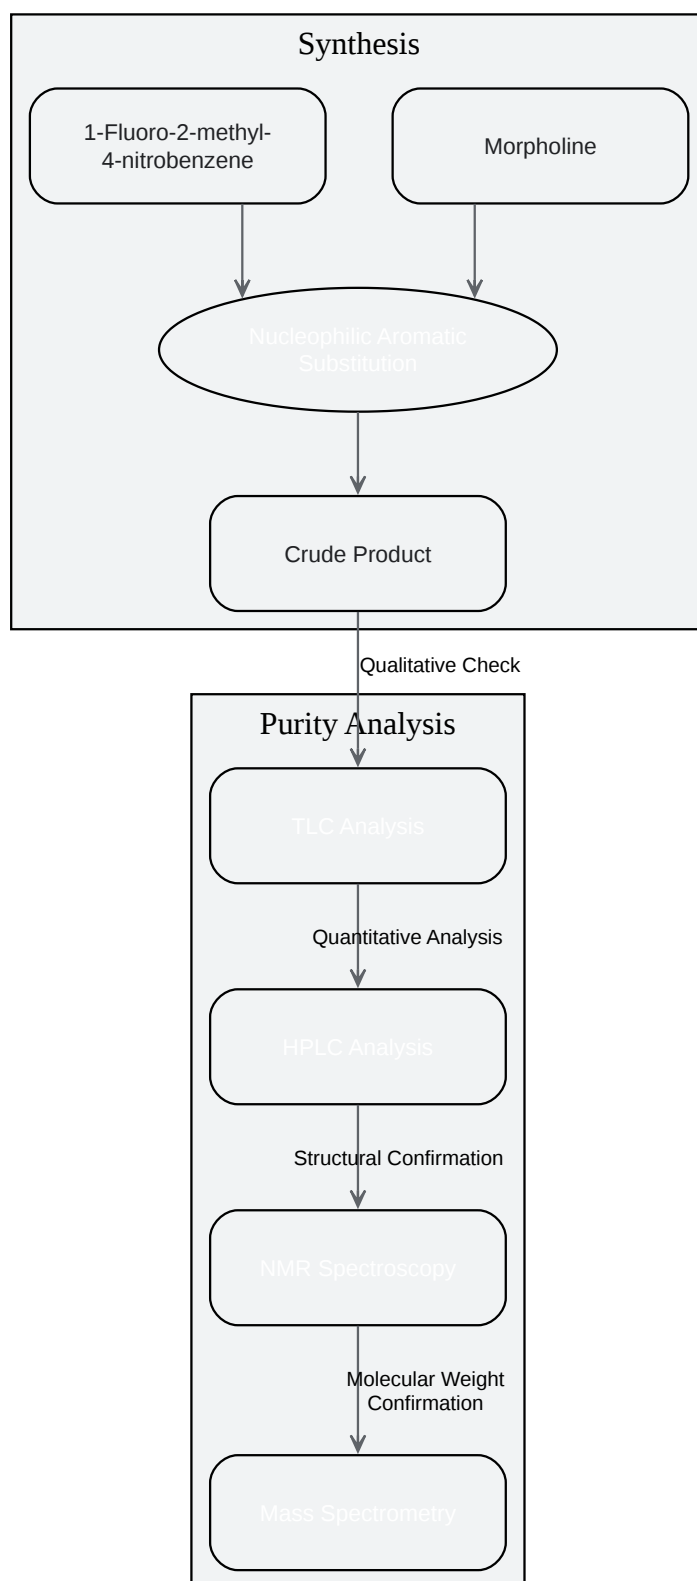 Synthesis
1-Fluoro-2-methyl-
4-nitrobenzene
Morpholine
Nucleophilic Aromatic
Substitution
Crude Product
Qualitative Check
Purity Analysis
TLC Analysis
Quantitative Analysis
HPLC Analysis
Structural Confirmation
NMR Spectroscopy
Molecular Weight
Confirmation
Mass Spectrometry